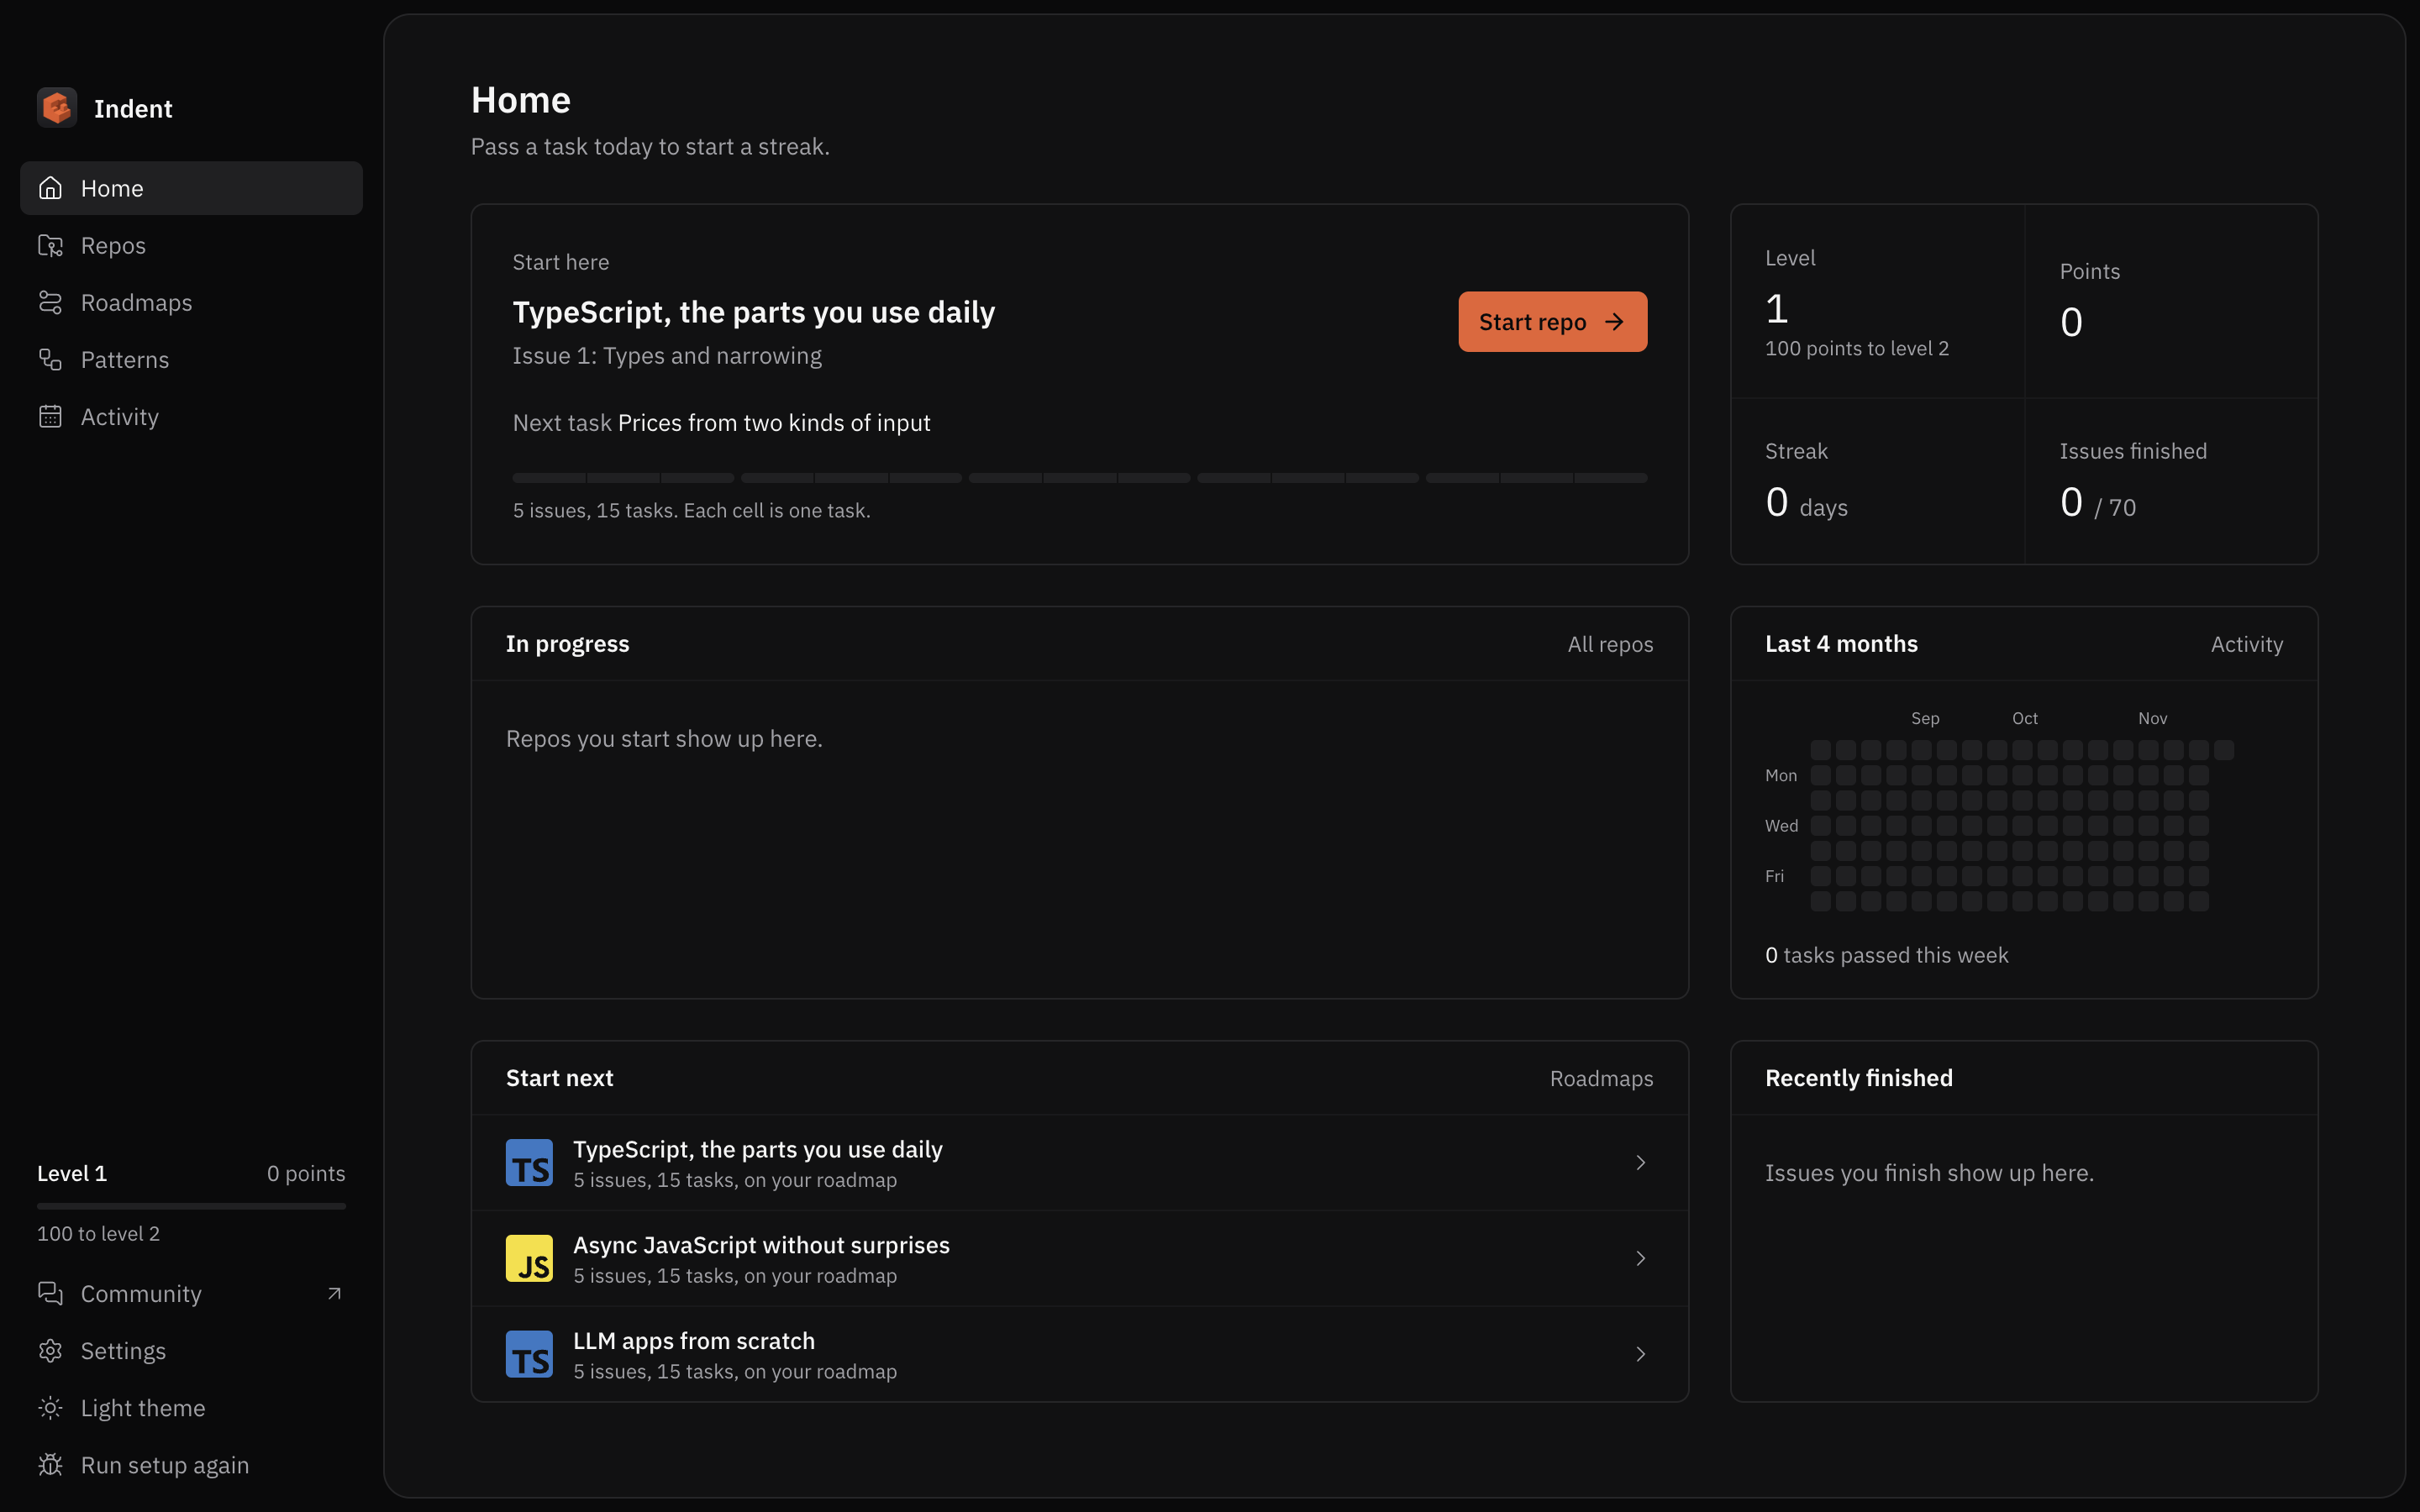 Indent
Home
Repos
Roadmaps
Patterns
Activity
Level 1
0 points
100 to level 2
Community
Settings
Light theme
Run setup again
Home
Pass a task today to start a streak.
Start here
TypeScript, the parts you use daily
Issue 1: Types and narrowing
Start repo
Next task Prices from two kinds of input
5 issues, 15 tasks. Each cell is one task.
Level
1
100 points to level 2
Points
0
Streak
0 days
Issues finished
0 / 70
In progress
All repos
Repos you start show up here.
Last 4 months
Activity
Sep Oct Nov
Mon
Wed
Fri
0 tasks passed this week
Start next
Roadmaps
TS
TypeScript, the parts you use daily
5 issues, 15 tasks, on your roadmap
JS
Async JavaScript without surprises
5 issues, 15 tasks, on your roadmap
TS
LLM apps from scratch
5 issues, 15 tasks, on your roadmap
Recently finished
Issues you finish show up here.